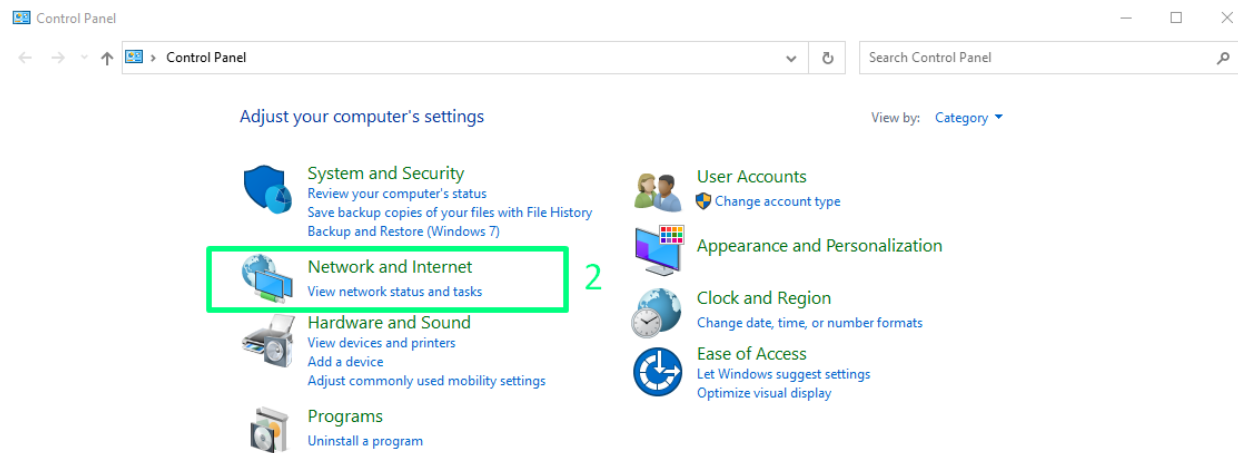 Control Panel
Control Panel
Search Control Panel
Adjust your computer's settings
View by: Category
System and Security
Review your computer's status
Save backup copies of your files with File History
Backup and Restore (Windows 7)
Network and Internet
View network status and tasks
2
Hardware and Sound
View devices and printers
Add a device
Adjust commonly used mobility settings
Programs
Uninstall a program
User Accounts
Change account type
Appearance and Personalization
Clock and Region
Change date, time, or number formats
Ease of Access
Let Windows suggest settings
Optimize visual display